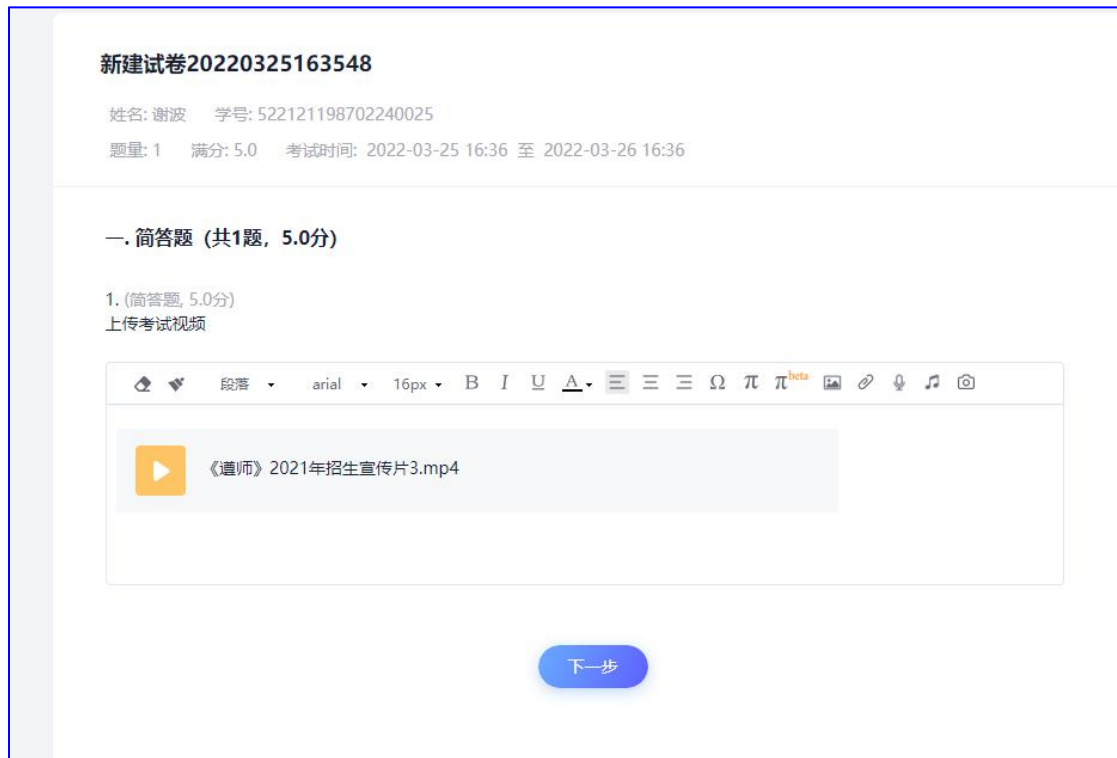 新建试卷20220325163548
姓名: 谢波 学号: 522121198702240025
题量: 1 满分: 5.0 考试时间: 2022-03-25 16:36 至 2022-03-26 16:36
一. 简答题（共1题，5.0分）
1. (简答题, 5.0分)
上传考试视频
段落 arial 16px B I U A Ω π π beta
《遵师》2021年招生宣传片3.mp4
下一步